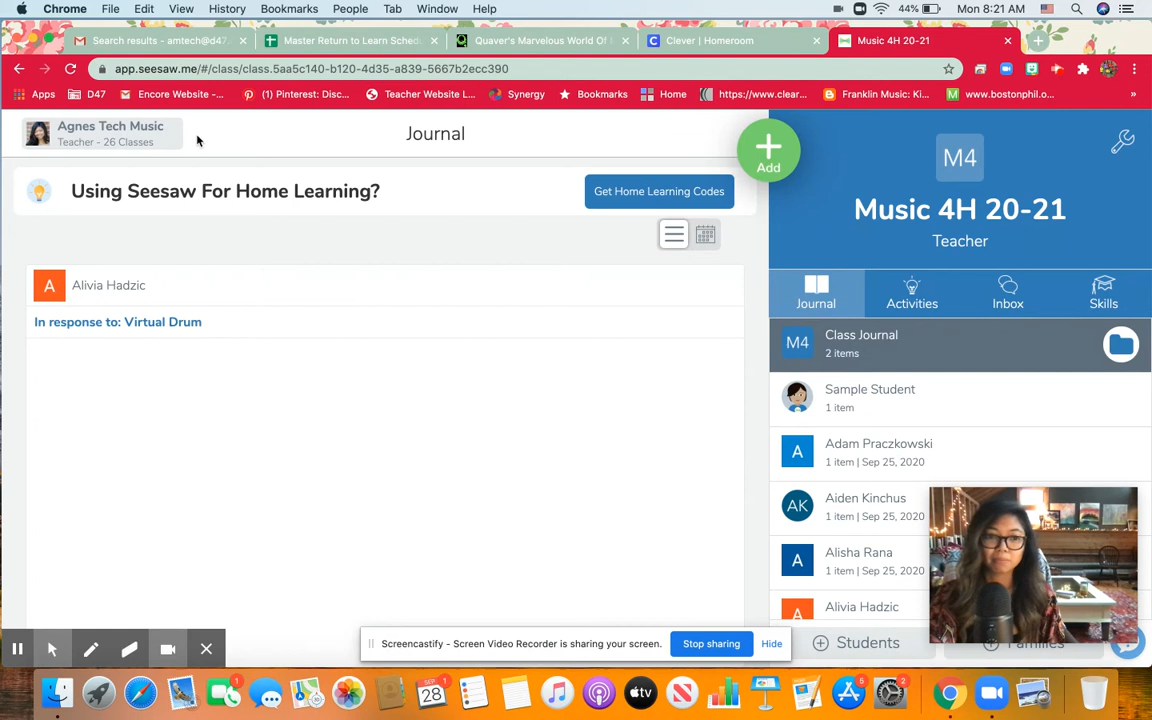 Chrome File Edit View History Bookmarks People Tab Window Help 44% Mon 8:21 AM
Search results - amtech@d47. Master Return to Learn Sched Quaver's Marvelous World Of Clever | Homeroom Music 4H 20-21
app.seesaw.me/#/class/class.5aa5c140-b120-4d35-a839-5667b2ecc390
Apps D47 Encore Website -... (1) Pinterest: Disc... Teacher Website L... Synergy Bookmarks Home https://www.clear... Franklin Music: Ki... www.bostonphil.o... »
Agnes Tech Music
Teacher - 26 Classes
Journal
Add
M4
Music 4H 20-21
Teacher
Using Seesaw For Home Learning?
Get Home Learning Codes
Journal Activities Inbox Skills
A Alivia Hadzic
In response to: Virtual Drum
M4 Class Journal
2 items
Sample Student
1 item
A Adam Praczkowski
1 item | Sep 25, 2020
AK Aiden Kinchus
1 item | Sep 25, 2020
A Alisha Rana
1 item | Sep 25, 2020
A Alivia Hadzic
Students Families
Screencastify - Screen Video Recorder is sharing your screen. Stop sharing Hide
1 SEP 28 1 tv 5 2